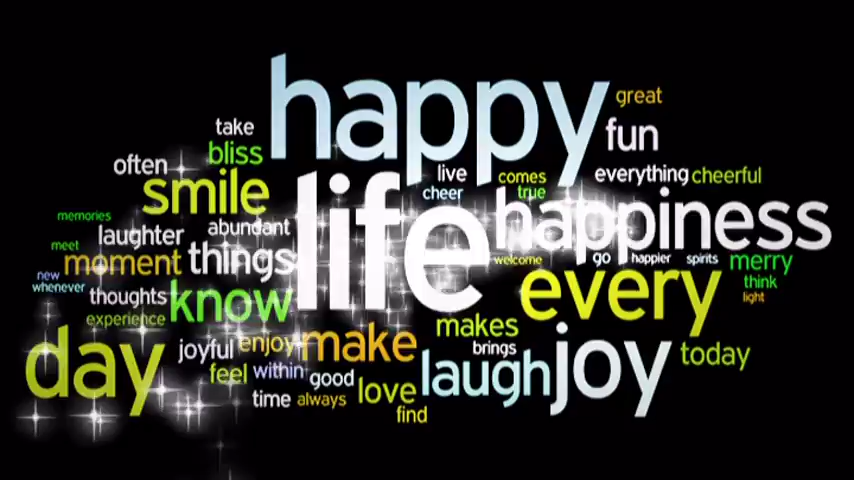 happy
great
take
fun
bliss
often
live
comes
everything
cheerful
smile
cheer
true
life
happiness
memories
laughter
abundant
meet
moment
things
welcome
go
happier
spirits
merry
new
whenever
thoughts
know
every
think
light
experience
makes
day
joyful
enjoy
make
brings
joy
today
feel
within
good
love
laugh
time
always
find